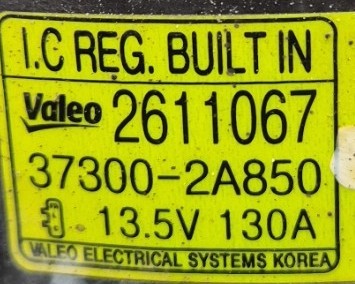 I.C REG. BUILT IN
Valeo 2611067
37300-2A850
13.5V 130A
VALEO ELECTRICAL SYSTEMS KOREA